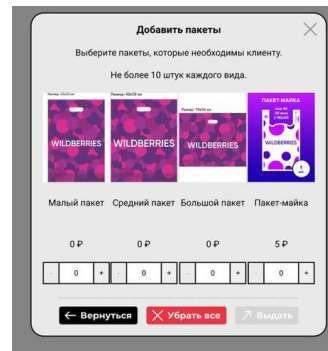 Добавить пакеты
Выберите пакеты, которые необходимы клиенту.
Не более 10 штук каждого вида.
WILDBERRIES
WILDBERRIES
WILDBERRIES
ПАКЕТ-МАЙКА
WILDBERRIES
Малый пакет Средний пакет Большой пакет Пакет-майка
0 ₽ 0 ₽ 0 ₽ 5 ₽
- 0 + - 0 + - 0 + - 0 +
← Вернуться Убрать все Выдать